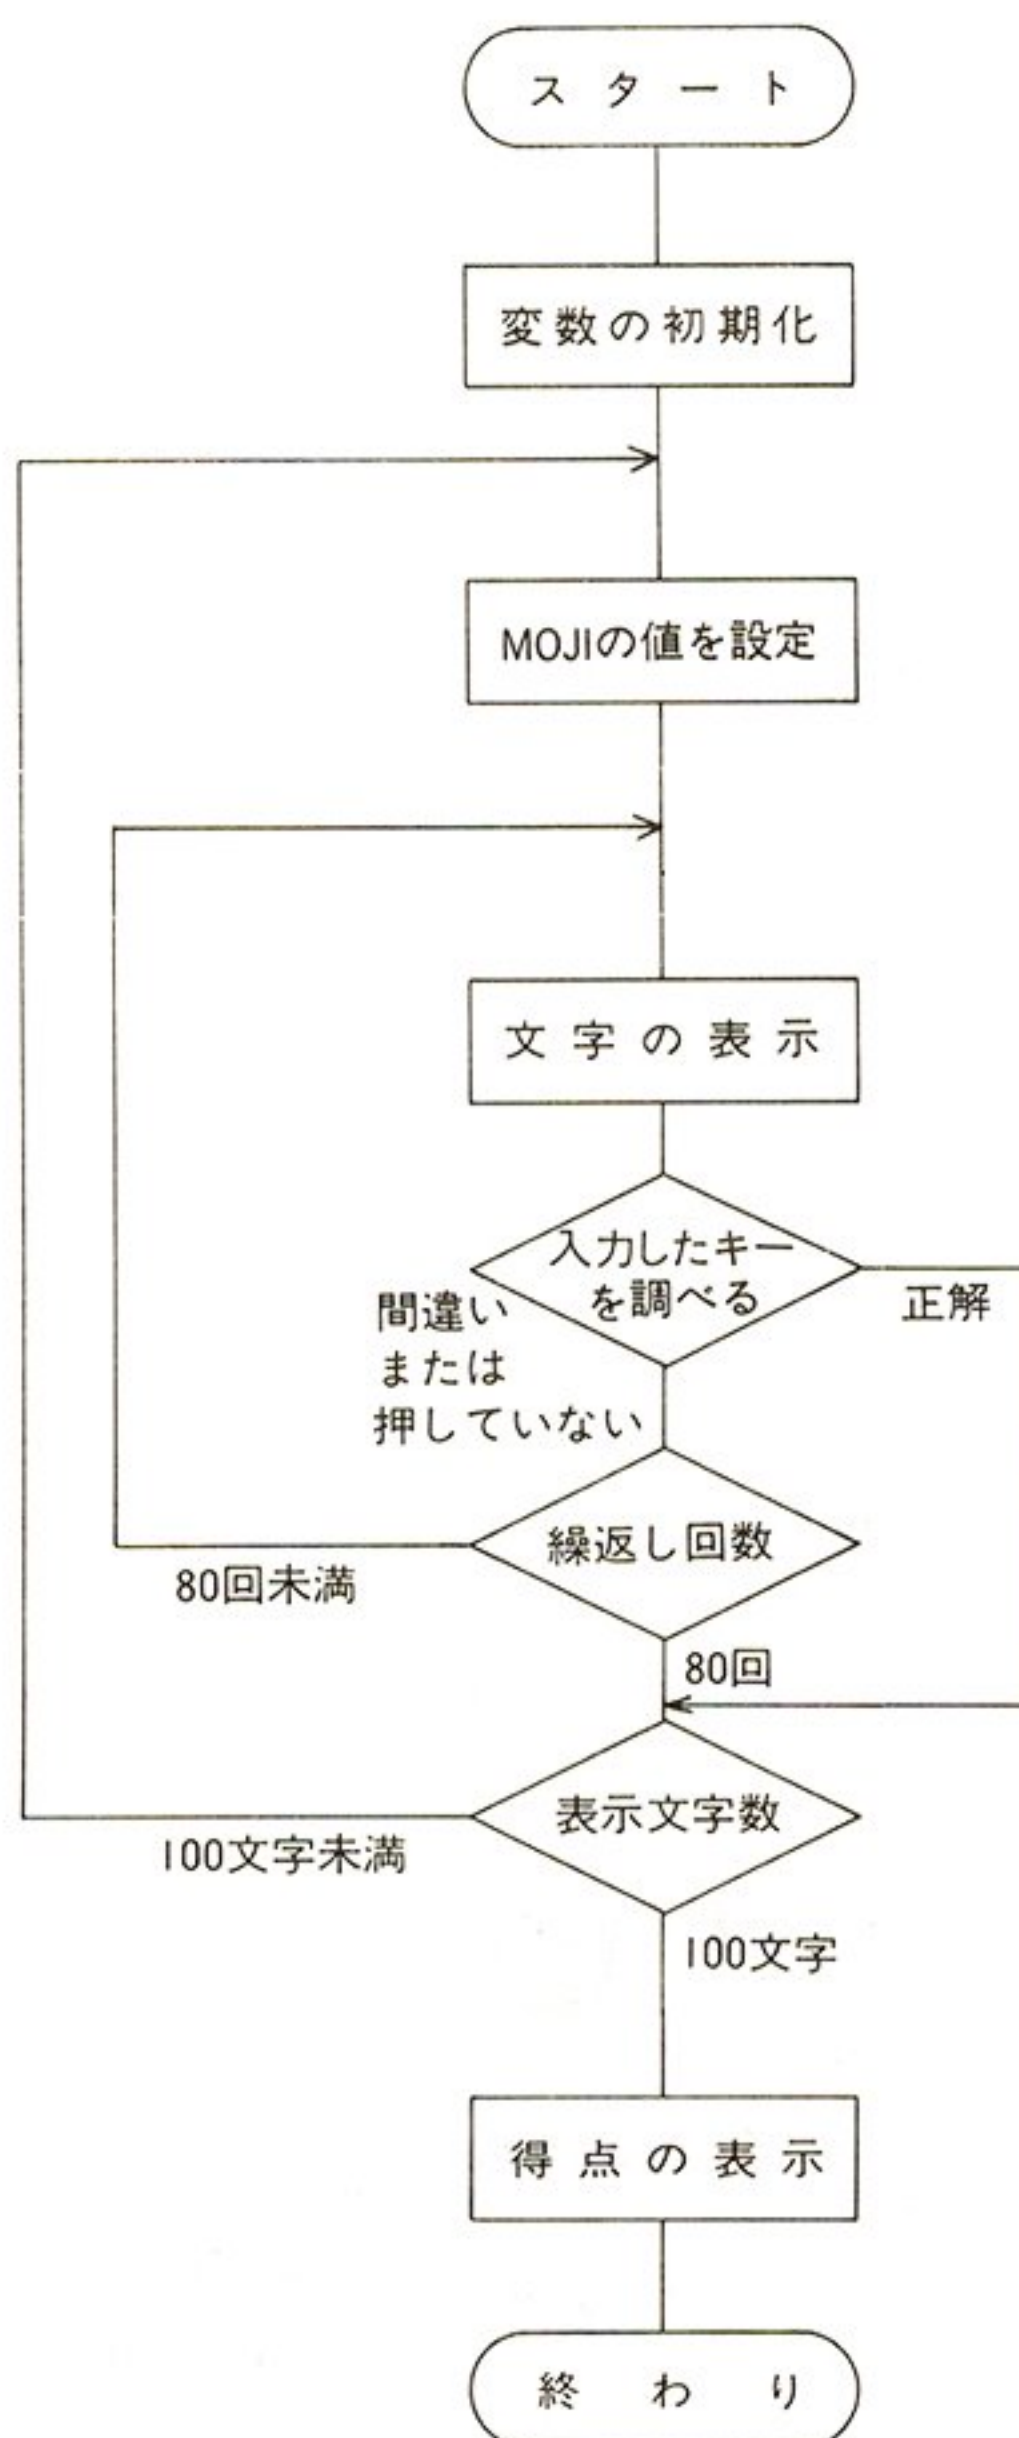 スタート
変数の初期化
MOJIの値を設定
文字の表示
入力したキー
を調べる
正解
間違い
または
押していない
繰返し回数
80回未満
80回
表示文字数
100文字未満
100文字
得点の表示
終わり